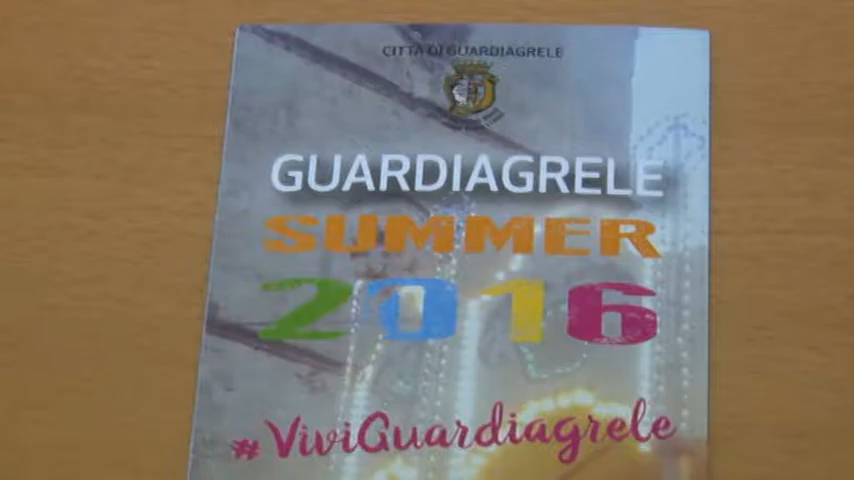 CITTÀ DI GUARDIAGRELE
GUARDIAGRELE
SUMMER
2016
#ViviGuardiagrele